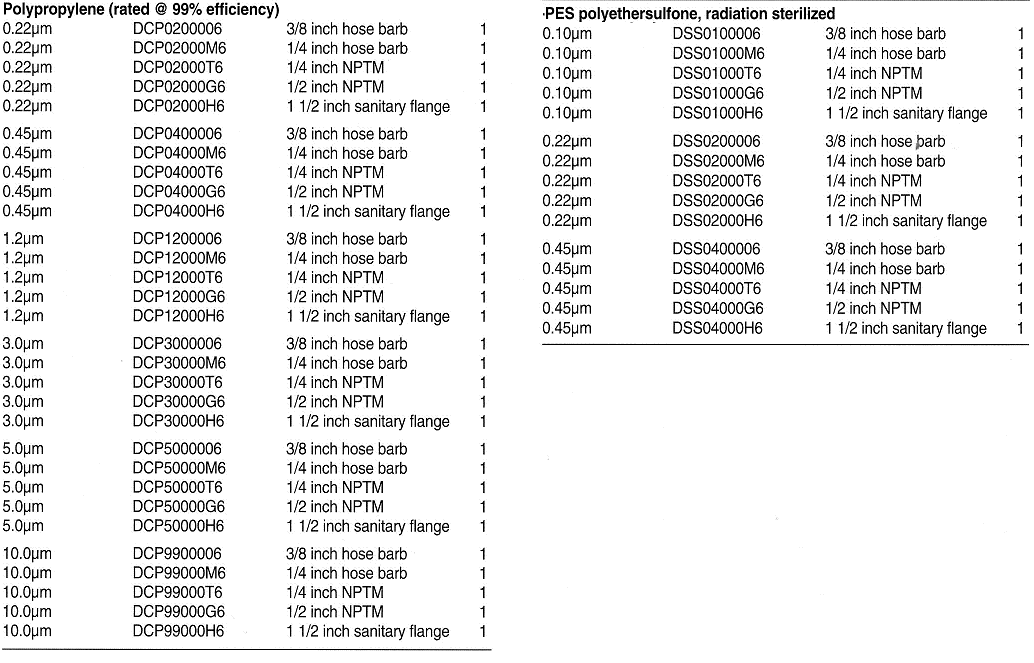 Polypropylene (rated @ 99% efficiency)
0.22µm DCP0200006 3/8 inch hose barb 1
0.22µm DCP02000M6 1/4 inch hose barb 1
0.22µm DCP02000T6 1/4 inch NPTM 1
0.22µm DCP02000G6 1/2 inch NPTM 1
0.22µm DCP02000H6 1 1/2 inch sanitary flange 1
0.45µm DCP0400006 3/8 inch hose barb 1
0.45µm DCP04000M6 1/4 inch hose barb 1
0.45µm DCP04000T6 1/4 inch NPTM 1
0.45µm DCP04000G6 1/2 inch NPTM 1
0.45µm DCP04000H6 1 1/2 inch sanitary flange 1
1.2µm DCP1200006 3/8 inch hose barb 1
1.2µm DCP12000M6 1/4 inch hose barb 1
1.2µm DCP12000T6 1/4 inch NPTM 1
1.2µm DCP12000G6 1/2 inch NPTM 1
1.2µm DCP12000H6 1 1/2 inch sanitary flange 1
3.0µm DCP3000006 3/8 inch hose barb 1
3.0µm DCP30000M6 1/4 inch hose barb 1
3.0µm DCP30000T6 1/4 inch NPTM 1
3.0µm DCP30000G6 1/2 inch NPTM 1
3.0µm DCP30000H6 1 1/2 inch sanitary flange 1
5.0µm DCP5000006 3/8 inch hose barb 1
5.0µm DCP50000M6 1/4 inch hose barb 1
5.0µm DCP50000T6 1/4 inch NPTM 1
5.0µm DCP50000G6 1/2 inch NPTM 1
5.0µm DCP50000H6 1 1/2 inch sanitary flange 1
10.0µm DCP9900006 3/8 inch hose barb 1
10.0µm DCP99000M6 1/4 inch hose barb 1
10.0µm DCP99000T6 1/4 inch NPTM 1
10.0µm DCP99000G6 1/2 inch NPTM 1
10.0µm DCP99000H6 1 1/2 inch sanitary flange 1
PES polyethersulfone, radiation sterilized
0.10µm DSS0100006 3/8 inch hose barb 1
0.10µm DSS01000M6 1/4 inch hose barb 1
0.10µm DSS01000T6 1/4 inch NPTM 1
0.10µm DSS01000G6 1/2 inch NPTM 1
0.10µm DSS01000H6 1 1/2 inch sanitary flange 1
0.22µm DSS0200006 3/8 inch hose barb 1
0.22µm DSS02000M6 1/4 inch hose barb 1
0.22µm DSS02000T6 1/4 inch NPTM 1
0.22µm DSS02000G6 1/2 inch NPTM 1
0.22µm DSS02000H6 1 1/2 inch sanitary flange 1
0.45µm DSS0400006 3/8 inch hose barb 1
0.45µm DSS04000M6 1/4 inch hose barb 1
0.45µm DSS04000T6 1/4 inch NPTM 1
0.45µm DSS04000G6 1/2 inch NPTM 1
0.45µm DSS04000H6 1 1/2 inch sanitary flange 1